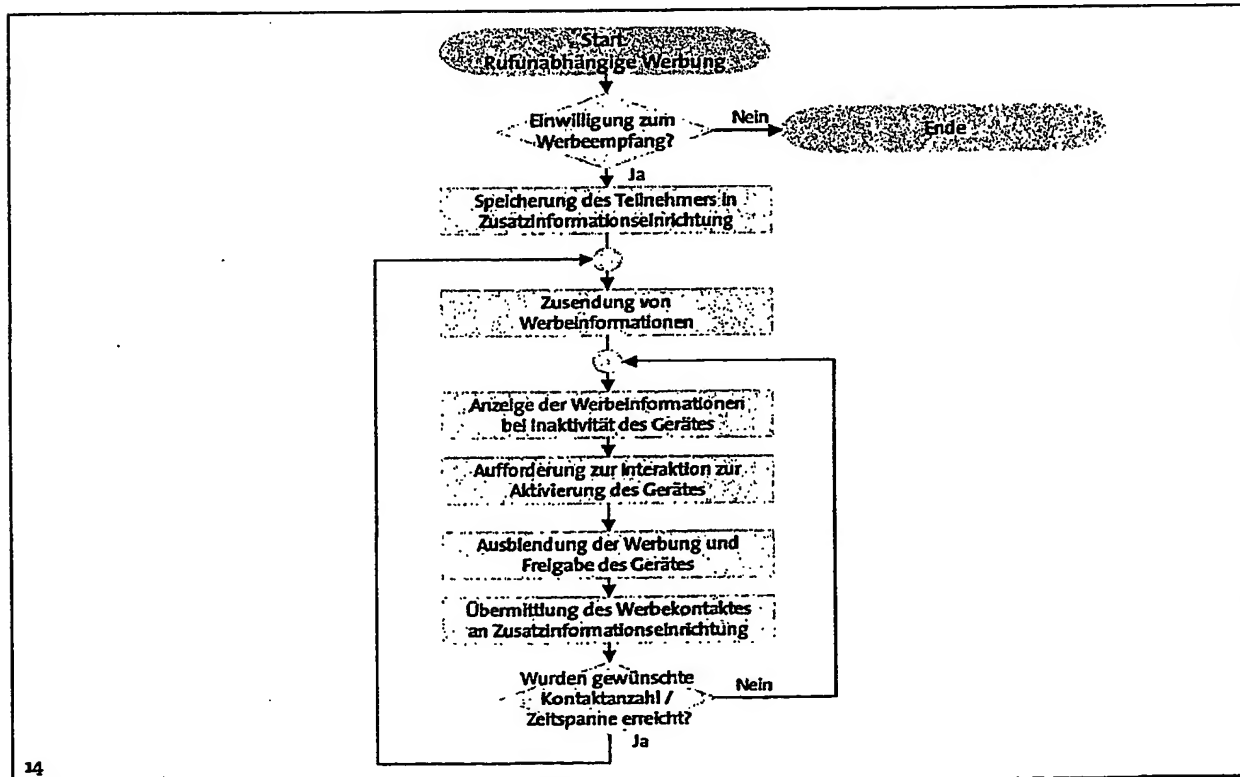 Start
Rufunabhängige Werbung
Einwilligung zum
Werbeempfang?
Nein
Ende
Ja
Speicherung des Teilnehmers in
Zusatzinformationseinrichtung
Zusendung von
Werbeinformationen
Anzeige der Werbeinformationen
bei Inaktivität des Gerätes
Aufforderung zur Interaktion zur
Aktivierung des Gerätes
Ausblendung der Werbung und
Freigabe des Gerätes
Übermittlung des Werbekontaktes
an Zusatzinformationseinrichtung
Wurden gewünschte
Kontaktanzahl /
Zeitspanne erreicht?
Nein
Ja
14